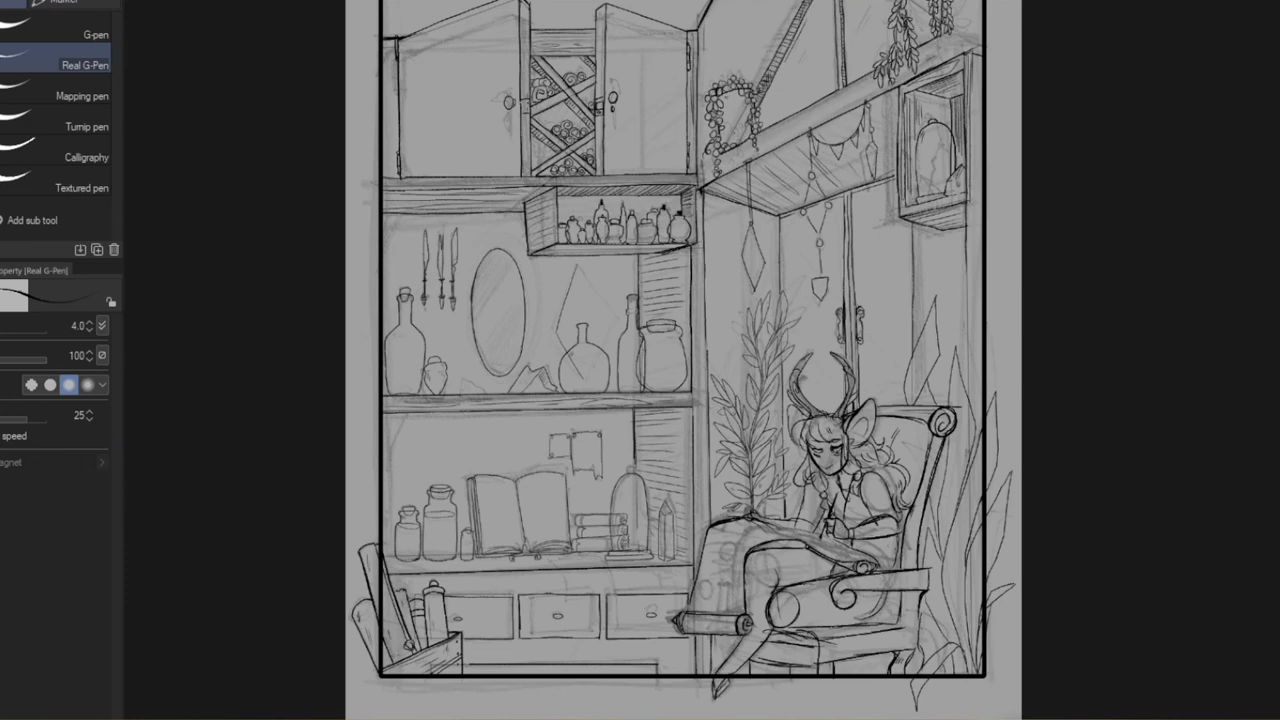 Marker
G-pen
Real G-Pen
Mapping pen
Turnip pen
Calligraphy
Textured pen
Add sub tool
operty [Real G-Pen]
4.0
100
25
speed
agnet